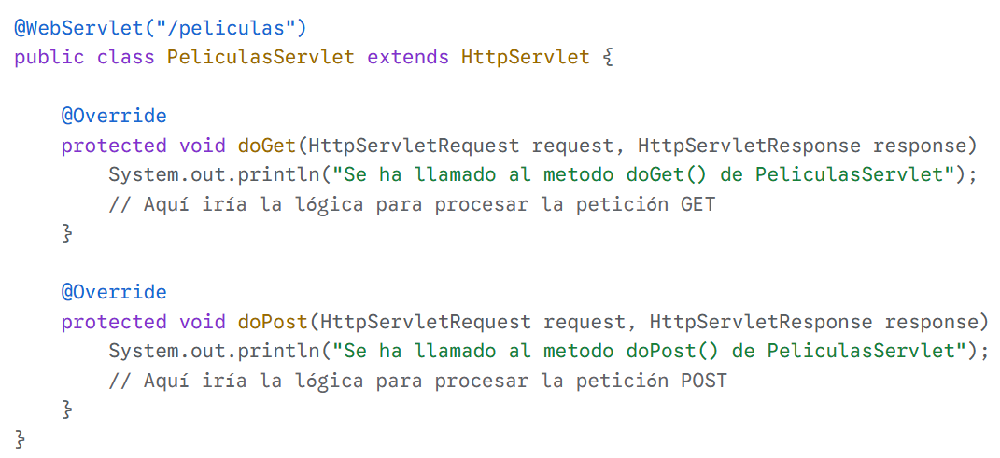 @WebServlet("/peliculas")
public class PeliculasServlet extends HttpServlet {
@Override
protected void doGet(HttpServletRequest request, HttpServletResponse response)
System.out.println("Se ha llamado al metodo doGet() de PeliculasServlet");
// Aquí iría la lógica para procesar la petición GET
}
@Override
protected void doPost(HttpServletRequest request, HttpServletResponse response)
System.out.println("Se ha llamado al metodo doPost() de PeliculasServlet");
// Aquí iría la lógica para procesar la petición POST
}
}